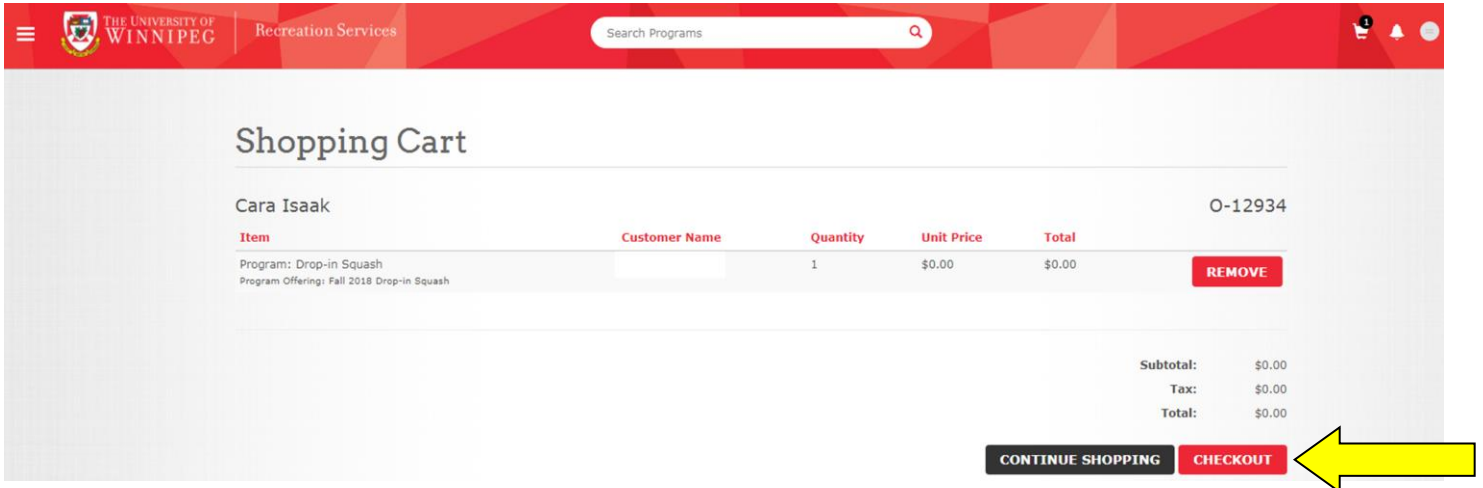 THE UNIVERSITY OF
WINNIPEG
Recreation Services
Search Programs
1
Shopping Cart
Cara Isaak O-12934
Item Customer Name Quantity Unit Price Total
Program: Drop-in Squash 1 $0.00 $0.00 REMOVE
Program Offering: Fall 2018 Drop-in Squash
Subtotal: $0.00
Tax: $0.00
Total: $0.00
CONTINUE SHOPPING CHECKOUT